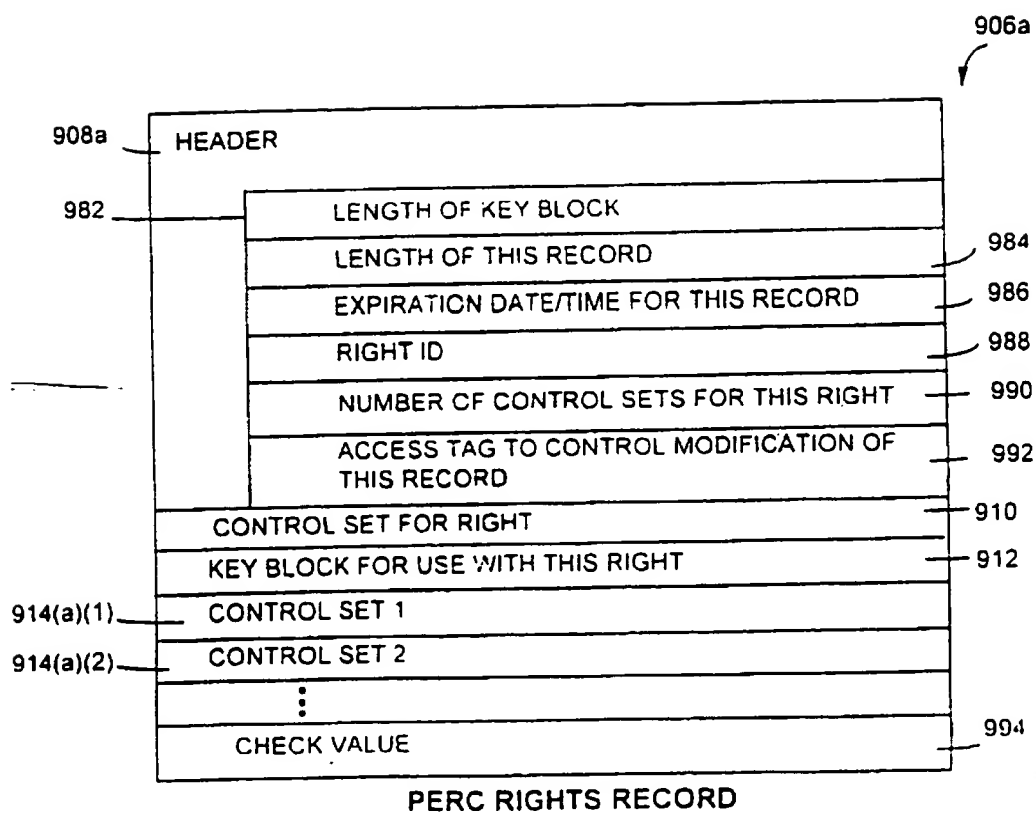 906a
908a HEADER
982 LENGTH OF KEY BLOCK
LENGTH OF THIS RECORD 984
EXPIRATION DATE/TIME FOR THIS RECORD 986
RIGHT ID 988
NUMBER OF CONTROL SETS FOR THIS RIGHT 990
ACCESS TAG TO CONTROL MODIFICATION OF
THIS RECORD 992
CONTROL SET FOR RIGHT 910
KEY BLOCK FOR USE WITH THIS RIGHT 912
914(a)(1) CONTROL SET 1
914(a)(2) CONTROL SET 2
CHECK VALUE 994
PERC RIGHTS RECORD